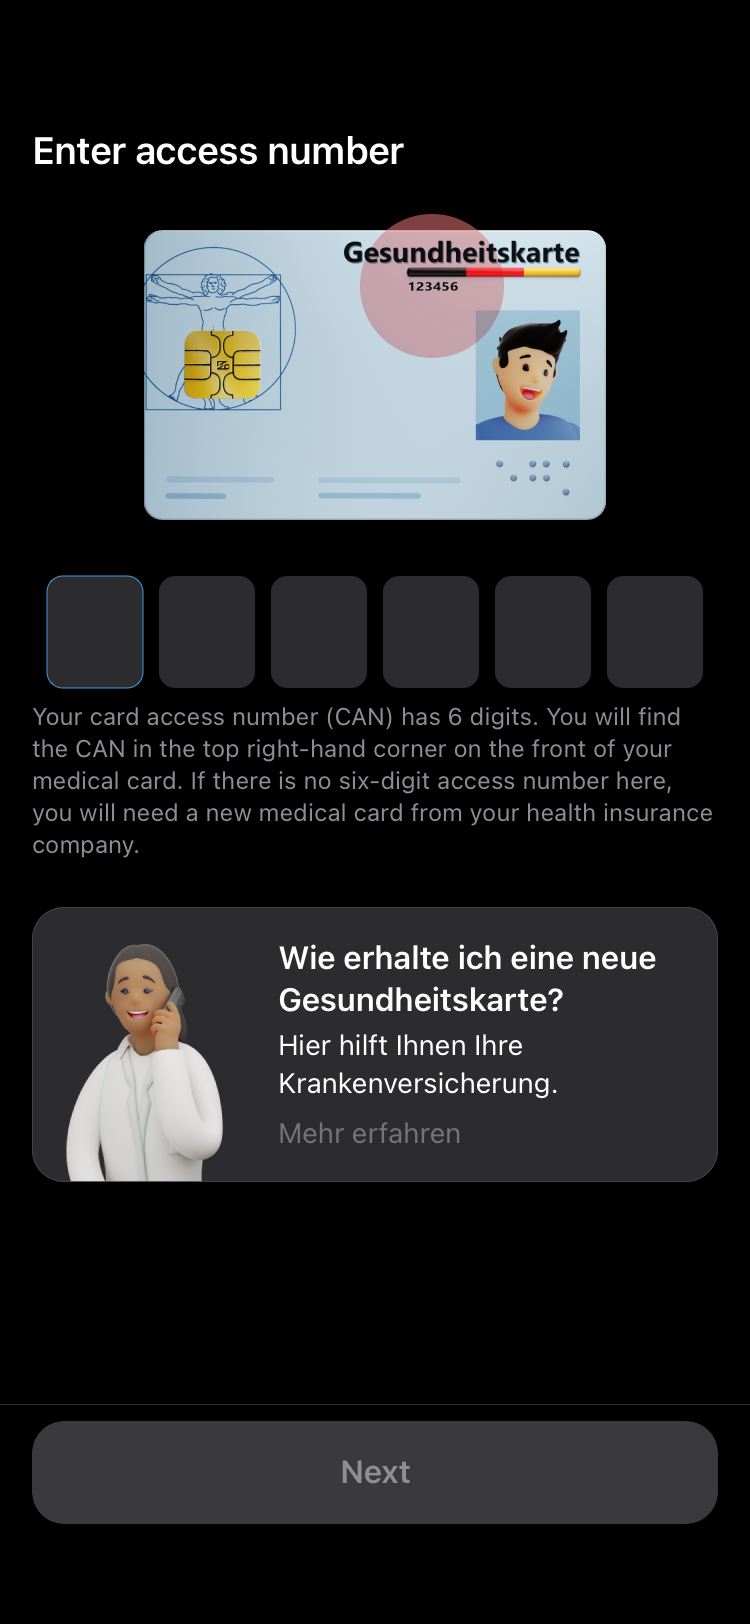 Enter access number
Gesundheitskarte
123456
Your card access number (CAN) has 6 digits. You will find
the CAN in the top right-hand corner on the front of your
medical card. If there is no six-digit access number here,
you will need a new medical card from your health insurance
company.
Wie erhalte ich eine neue
Gesundheitskarte?
Hier hilft Ihnen Ihre
Krankenversicherung.
Mehr erfahren
Next